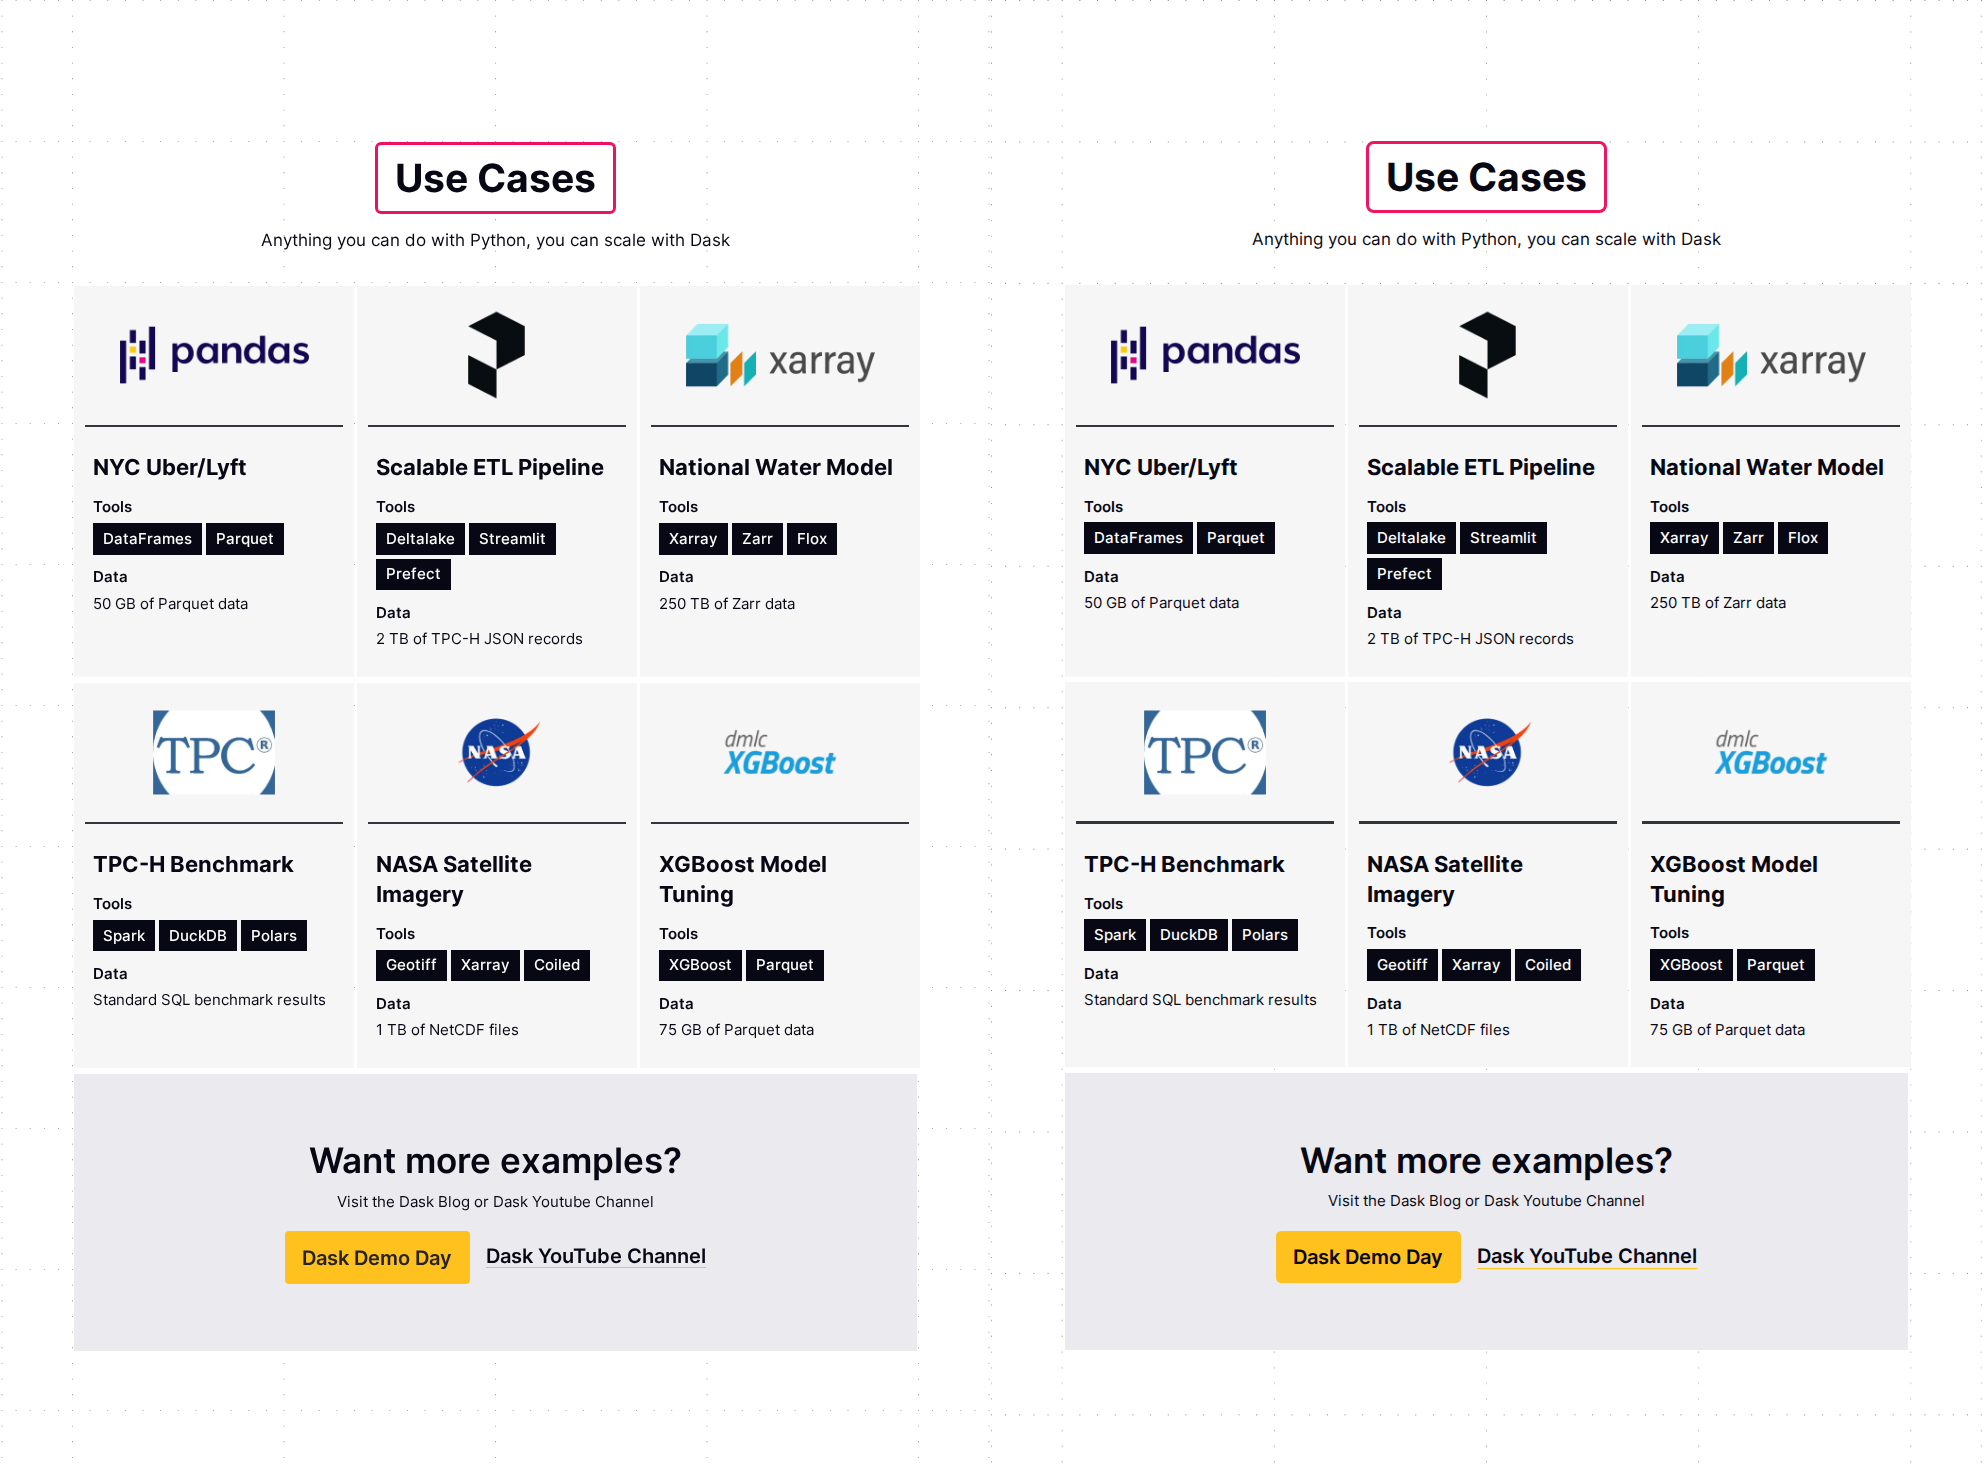 Use Cases
Anything you can do with Python, you can scale with Dask
pandas
xarray
NYC Uber/Lyft
Tools
DataFrames Parquet
Data
50 GB of Parquet data
Scalable ETL Pipeline
Tools
Deltalake Streamlit
Prefect
Data
2 TB of TPC-H JSON records
National Water Model
Tools
Xarray Zarr Flox
Data
250 TB of Zarr data
TPC®
NASA
dmlc
XGBoost
TPC-H Benchmark
Tools
Spark DuckDB Polars
Data
Standard SQL benchmark results
NASA Satellite
Imagery
Tools
Geotiff Xarray Coiled
Data
1 TB of NetCDF files
XGBoost Model
Tuning
Tools
XGBoost Parquet
Data
75 GB of Parquet data
Want more examples?
Visit the Dask Blog or Dask Youtube Channel
Dask Demo Day Dask YouTube Channel
Use Cases
Anything you can do with Python, you can scale with Dask
pandas
xarray
NYC Uber/Lyft
Tools
DataFrames Parquet
Data
50 GB of Parquet data
Scalable ETL Pipeline
Tools
Deltalake Streamlit
Prefect
Data
2 TB of TPC-H JSON records
National Water Model
Tools
Xarray Zarr Flox
Data
250 TB of Zarr data
TPC®
NASA
dmlc
XGBoost
TPC-H Benchmark
Tools
Spark DuckDB Polars
Data
Standard SQL benchmark results
NASA Satellite
Imagery
Tools
Geotiff Xarray Coiled
Data
1 TB of NetCDF files
XGBoost Model
Tuning
Tools
XGBoost Parquet
Data
75 GB of Parquet data
Want more examples?
Visit the Dask Blog or Dask Youtube Channel
Dask Demo Day Dask YouTube Channel